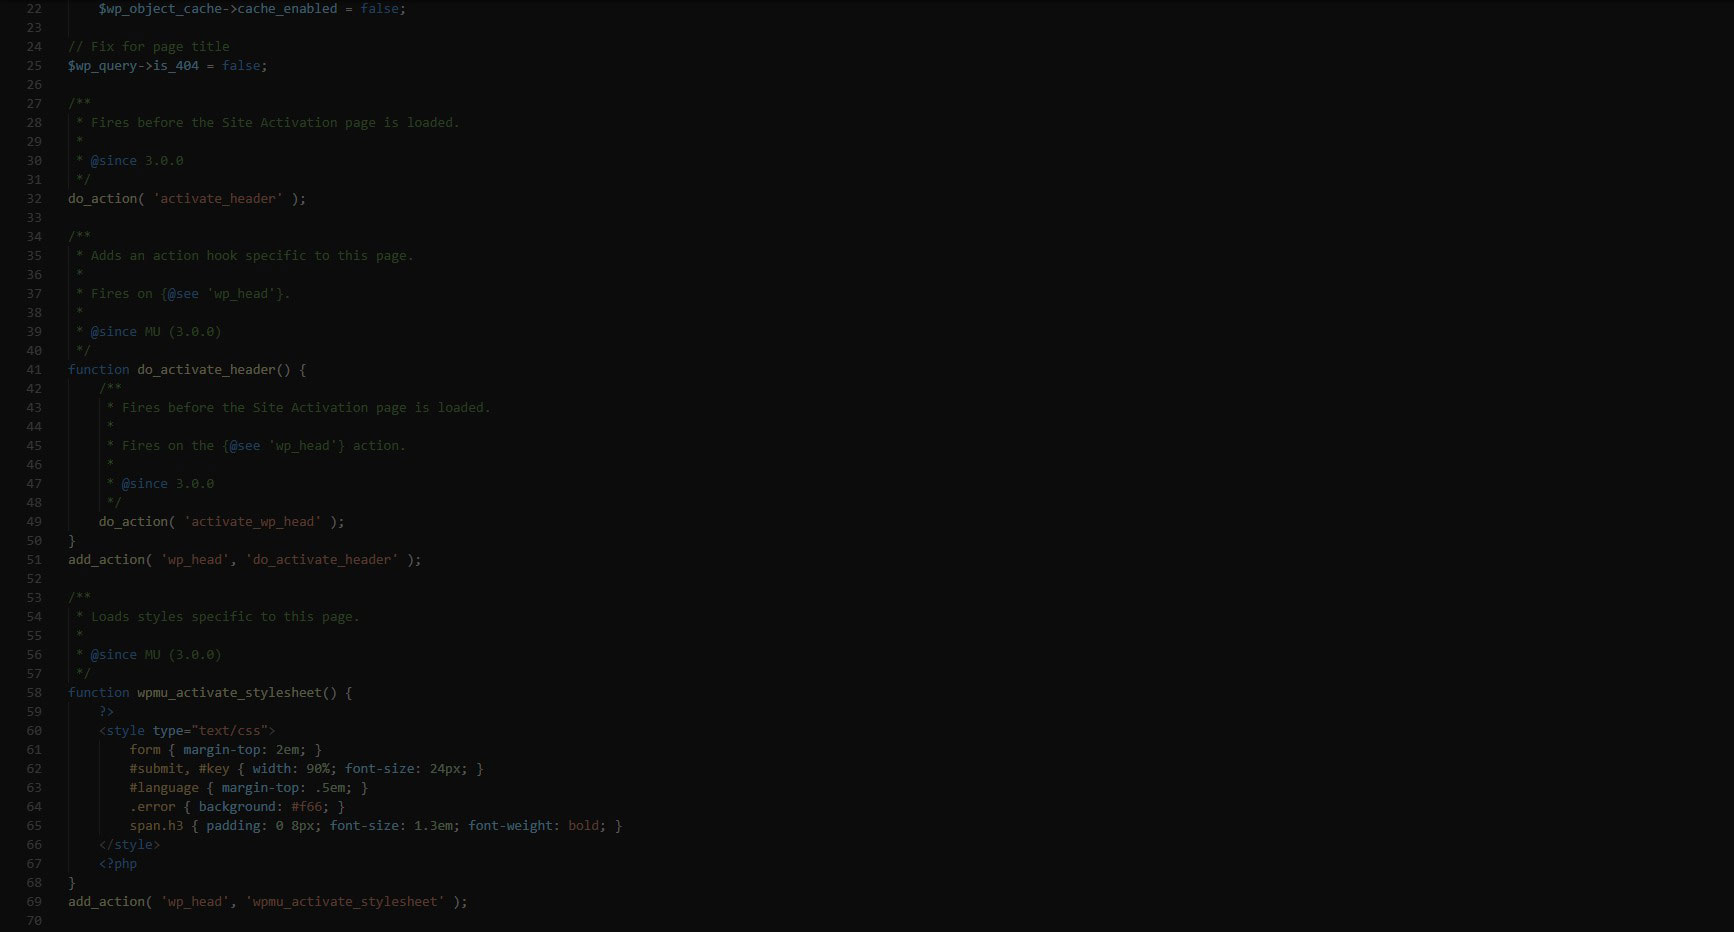 22 $wp_object_cache->cache_enabled = false;
23
24 // Fix for page title
25 $wp_query->is_404 = false;
26
27 /**
28 * Fires before the Site Activation page is loaded.
29 *
30 * @since 3.0.0
31 */
32 do_action( 'activate_header' );
33
34 /**
35 * Adds an action hook specific to this page.
36 *
37 * Fires on {@see 'wp_head'}.
38 *
39 * @since MU (3.0.0)
40 */
41 function do_activate_header() {
42 /**
43 * Fires before the Site Activation page is loaded.
44 *
45 * Fires on the {@see 'wp_head'} action.
46 *
47 * @since 3.0.0
48 */
49 do_action( 'activate_wp_head' );
50 }
51 add_action( 'wp_head', 'do_activate_header' );
52
53 /**
54 * Loads styles specific to this page.
55 *
56 * @since MU (3.0.0)
57 */
58 function wpmu_activate_stylesheet() {
59 ?>
60 <style type="text/css">
61 form { margin-top: 2em; }
62 #submit, #key { width: 90%; font-size: 24px; }
63 #language { margin-top: .5em; }
64 .error { background: #f66; }
65 span.h3 { padding: 0 8px; font-size: 1.3em; font-weight: bold; }
66 </style>
67 <?php
68 }
69 add_action( 'wp_head', 'wpmu_activate_stylesheet' );
70